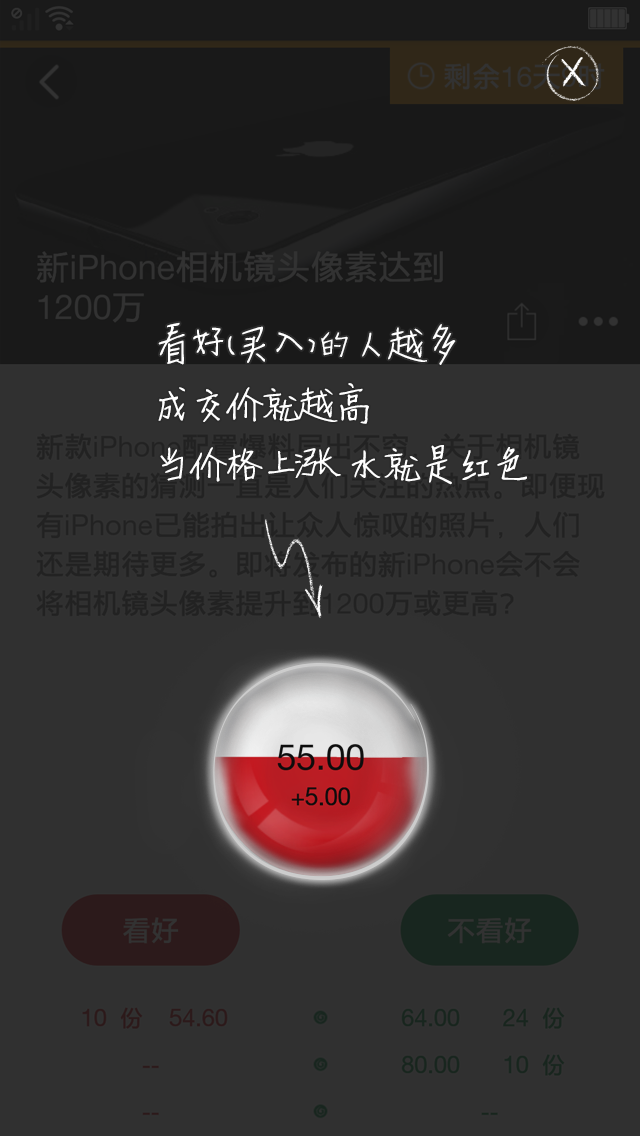 剩余16天
新iPhone相机镜头像素达到
1200万
看好(买入)的人越多
成交价就越高
当价格上涨 水就是红色
新款iPhone配置爆料层出不穷，关于相机镜
头像素的猜测一直是人们关注的热点。即便现
有iPhone已能拍出让众人惊叹的照片，人们
还是期待更多。即将发布的新iPhone会不会
将相机镜头像素提升到1200万或更高?
55.00
+5.00
看好 不看好
10 份 54.60 64.00 24 份
-- 80.00 10 份
-- --